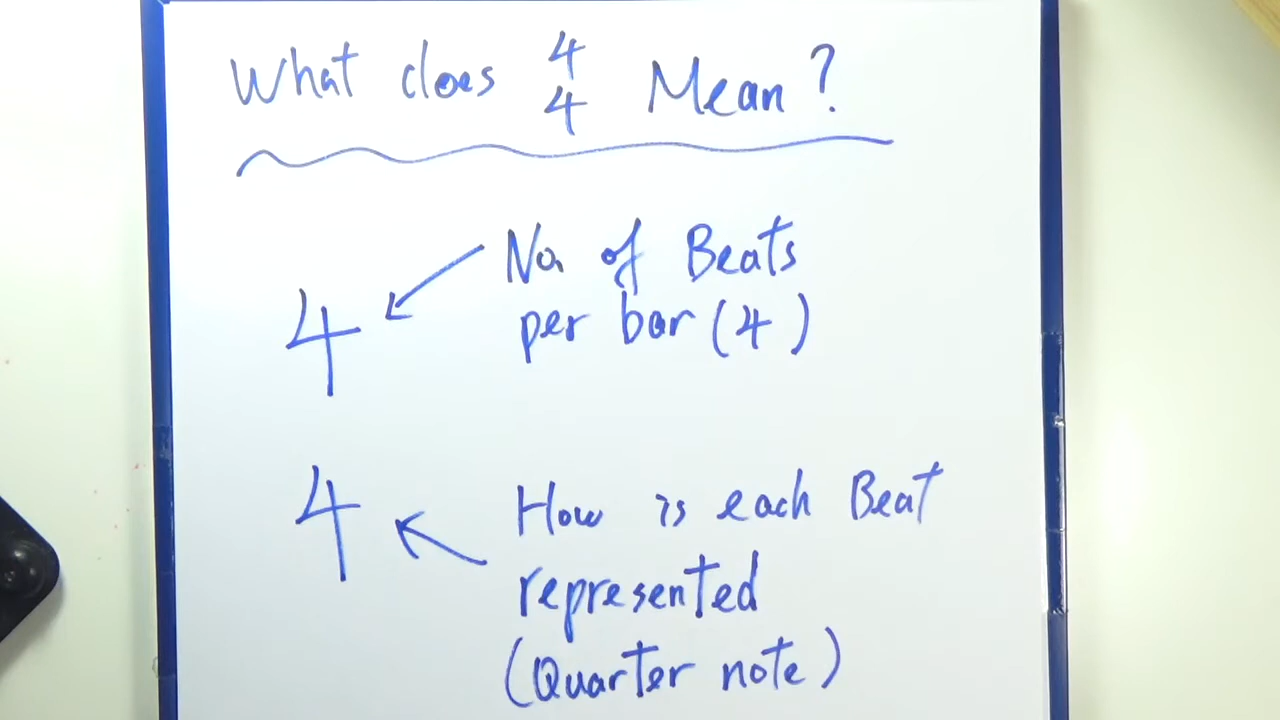 What does 4/4 Mean?
4
No. of Beats
per bar (4)
4
How is each Beat
represented
(Quarter note)